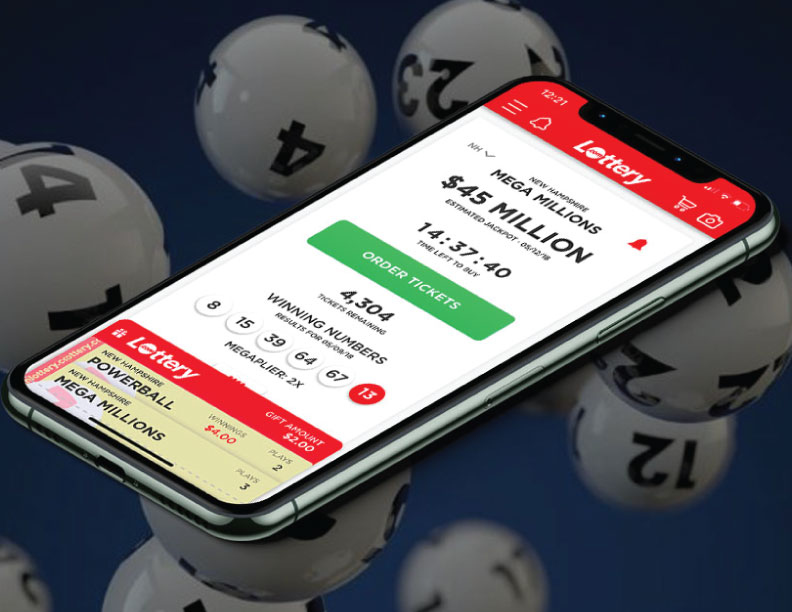 12:21
Lottery
NH
NEW HAMPSHIRE
MEGA MILLIONS
$45 MILLION
ESTIMATED JACKPOT - 05/12/18
14:37:40
TIME LEFT TO BUY
ORDER TICKETS
4,304
TICKETS REMAINING
WINNING NUMBERS
RESULTS FOR 05/08/18
8 15 39 64 67 13
MEGAPLIER: 2X
Lottery
GIFT AMOUNT
$2.00
NEW HAMPSHIRE
POWERBALL
WINNINGS
$4.00
PLAYS
2
NEW HAMPSHIRE
MEGA MILLIONS
PLAYS
3
4
4
23
4
12